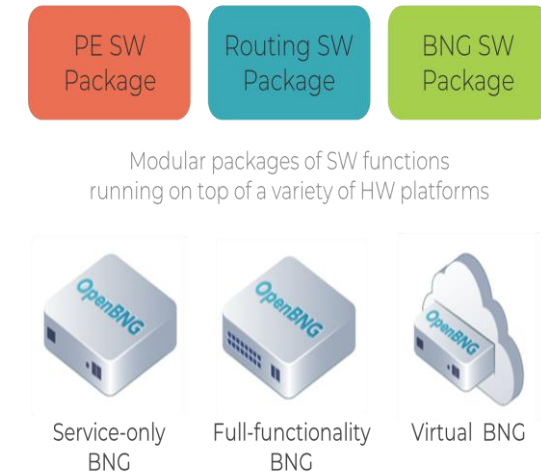 PE SW
Package
Routing SW
Package
BNG SW
Package
Modular packages of SW functions
running on top of a variety of HW platforms
OpenBNG
OpenBNG
OpenBNG
Service-only
BNG
Full-functionality
BNG
Virtual BNG